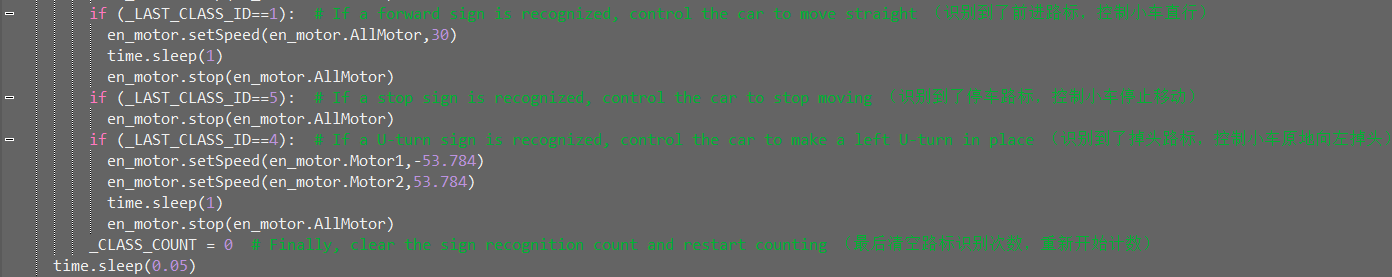 if (_LAST_CLASS_ID==1):  # If a forward sign is recognized, control the car to move straight (识别到了前进路标，控制小车直行)
en_motor.setSpeed(en_motor.AllMotor,30)
time.sleep(1)
en_motor.stop(en_motor.AllMotor)
if (_LAST_CLASS_ID==5):  # If a stop sign is recognized, control the car to stop moving (识别到了停车路标，控制小车停止移动)
en_motor.stop(en_motor.AllMotor)
if (_LAST_CLASS_ID==4):  # If a U-turn sign is recognized, control the car to make a left U-turn in place (识别到了掉头路标，控制小车原地向左掉头)
en_motor.setSpeed(en_motor.Motor1,-53.784)
en_motor.setSpeed(en_motor.Motor2,53.784)
time.sleep(1)
en_motor.stop(en_motor.AllMotor)
_CLASS_COUNT = 0  # Finally, clear the sign recognition count and restart counting (最后清空路标识别次数，重新开始计数)
time.sleep(0.05)